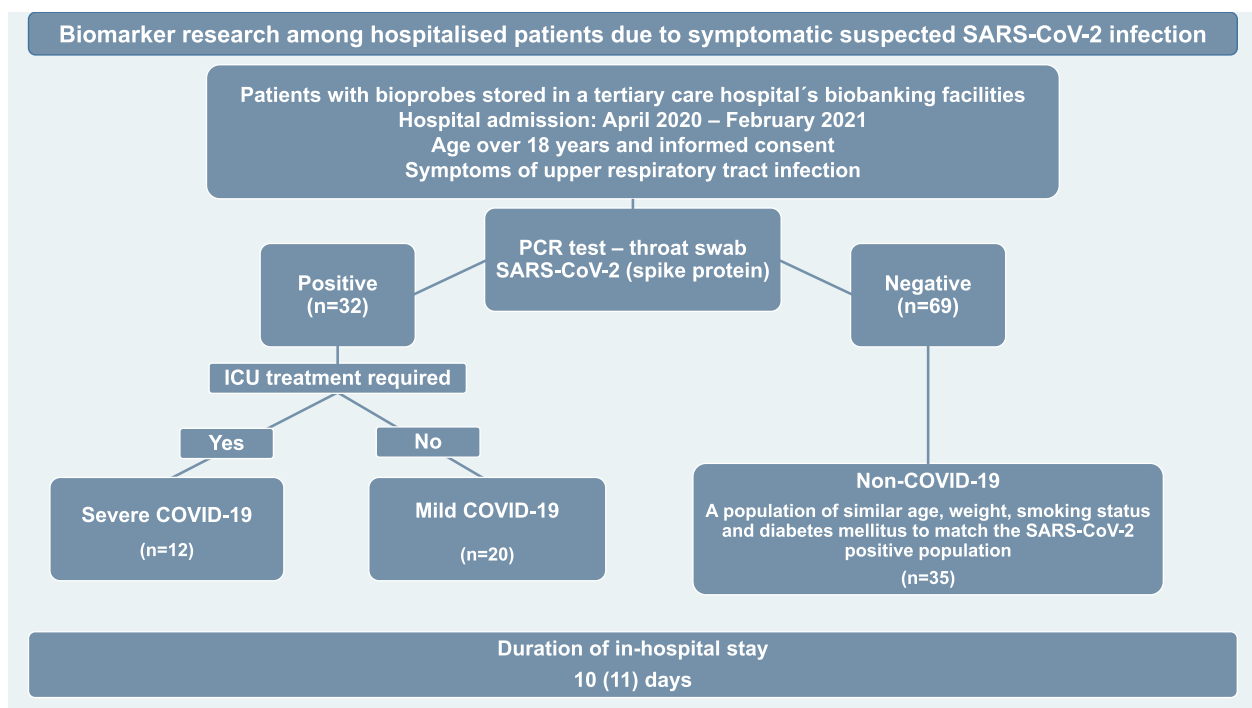 Biomarker research among hospitalised patients due to symptomatic suspected SARS-CoV-2 infection
Patients with bioprobes stored in a tertiary care hospital´s biobanking facilities
Hospital admission: April 2020 – February 2021
Age over 18 years and informed consent
Symptoms of upper respiratory tract infection
PCR test – throat swab
SARS-CoV-2 (spike protein)
Positive
(n=32)
Negative
(n=69)
ICU treatment required
Yes
No
Severe COVID-19
(n=12)
Mild COVID-19
(n=20)
Non-COVID-19
A population of similar age, weight, smoking status
and diabetes mellitus to match the SARS-CoV-2
positive population
(n=35)
Duration of in-hospital stay
10 (11) days